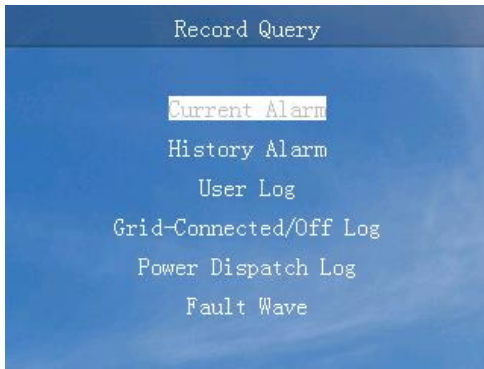 Record Query
Current Alarm
History Alarm
User Log
Grid-Connected/Off Log
Power Dispatch Log
Fault Wave